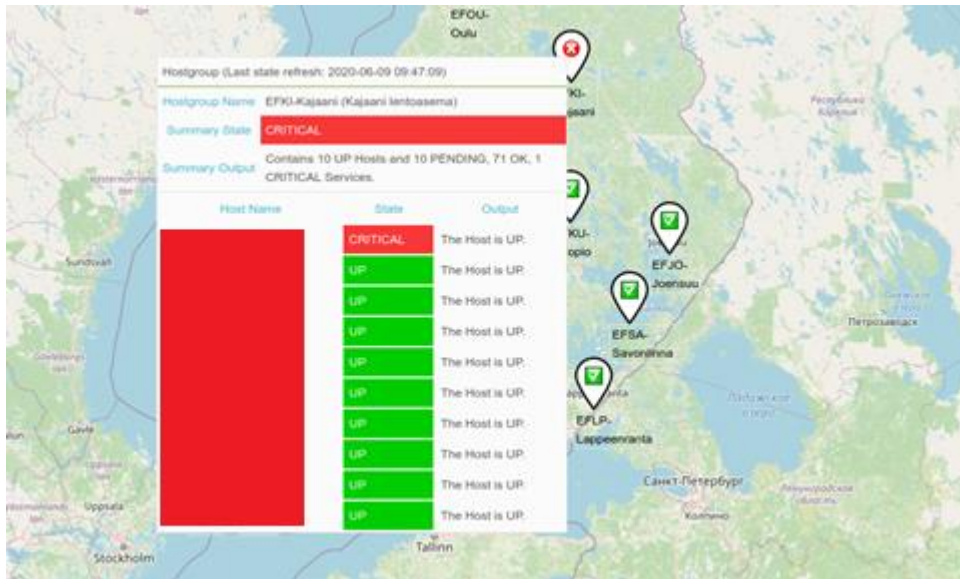 EFOU-
Oulu
Hostgroup (Last state refresh: 2020-06-09 09:47:09)
Hostgroup Name EFKI-Kajaani (Kajaani lentoasema)
Summary State CRITICAL
Summary Output Contains 10 UP Hosts and 10 PENDING, 71 OK, 1
CRITICAL Services.
Host Name State Output
CRITICAL The Host is UP.
UP The Host is UP.
UP The Host is UP.
UP The Host is UP.
UP The Host is UP.
UP The Host is UP.
UP The Host is UP.
UP The Host is UP.
UP The Host is UP.
UP The Host is UP.
EFJO-
Joensuu
EFSA-
Savonlinna
EFLP-
Lappeenranta
Республика
Карелия
Петрозаводск
Ладожское
озеро
Санкт-Петербург
Колпино
Sundsvall
Gävle
Uppsala
Stockholm
Tallinn